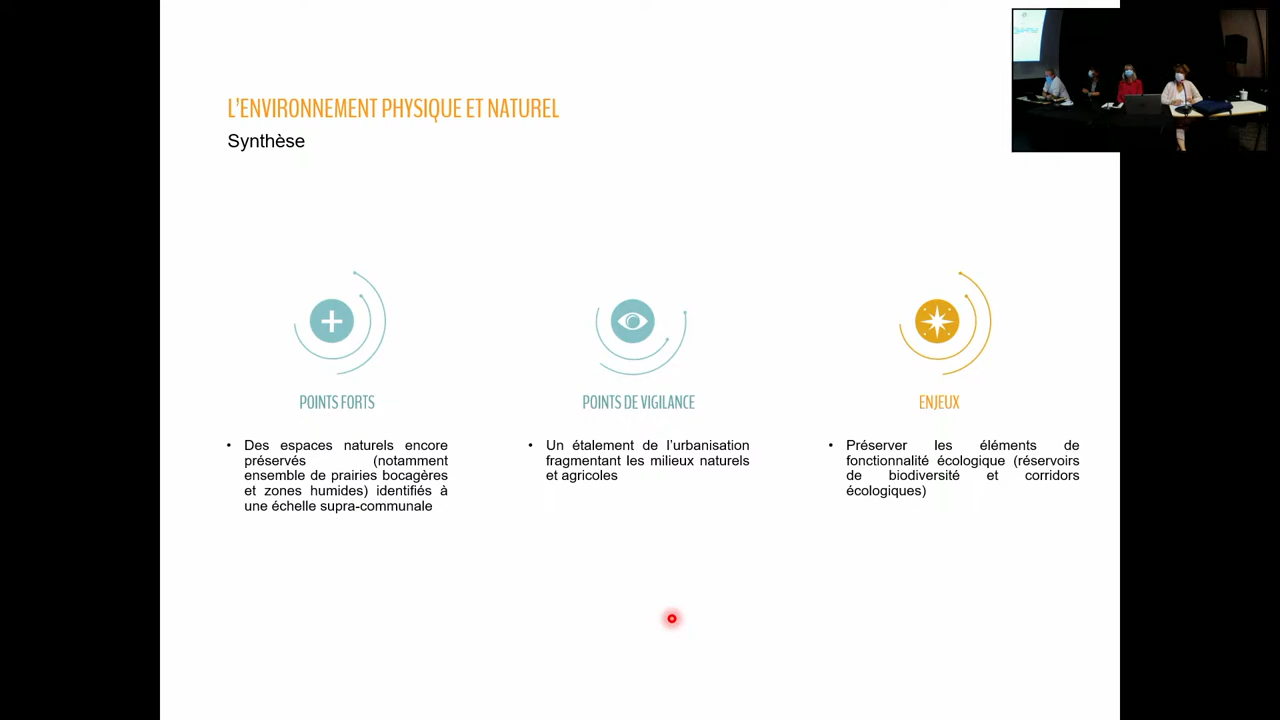 L'ENVIRONNEMENT PHYSIQUE ET NATUREL
Synthèse
POINTS FORTS
• Des espaces naturels encore
préservés (notamment
ensemble de prairies bocagères
et zones humides) identifiés à
une échelle supra-communale
POINTS DE VIGILANCE
• Un étalement de l'urbanisation
fragmentant les milieux naturels
et agricoles
ENJEUX
• Préserver les éléments de
fonctionnalité écologique (réservoirs
de biodiversité et corridors
écologiques)